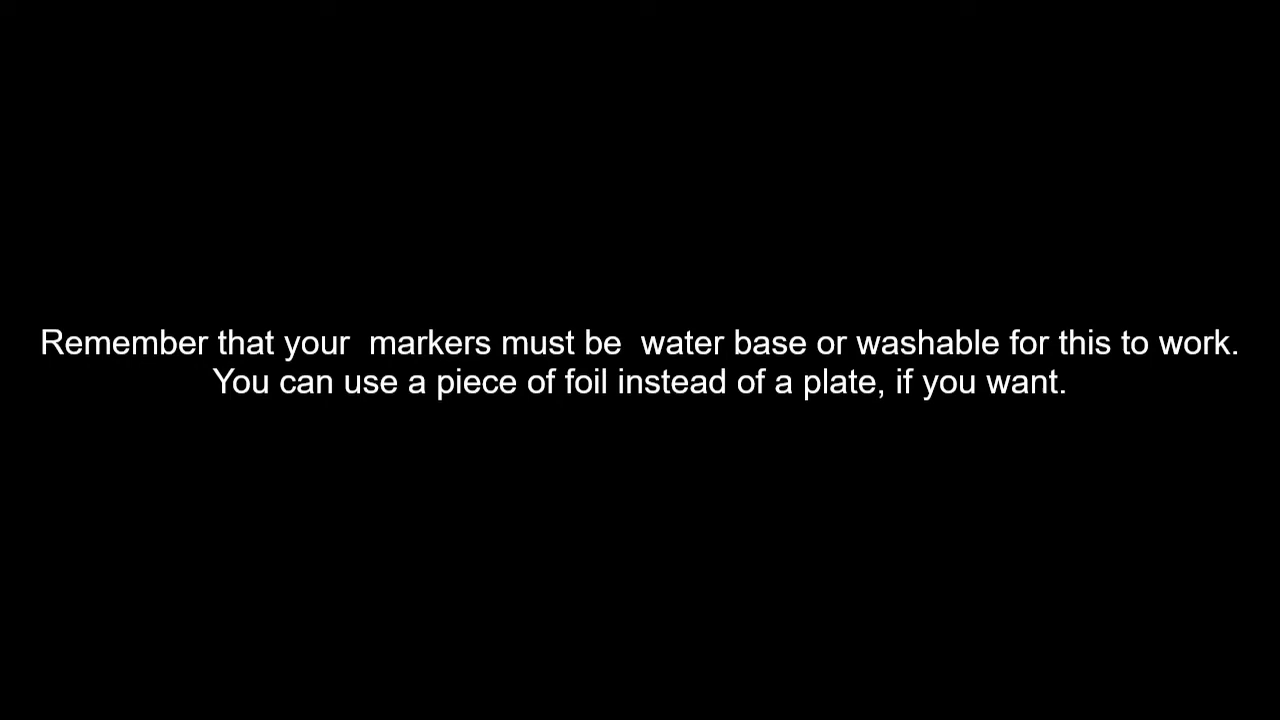 Remember that your  markers must be  water base or washable for this to work.
You can use a piece of foil instead of a plate, if you want.